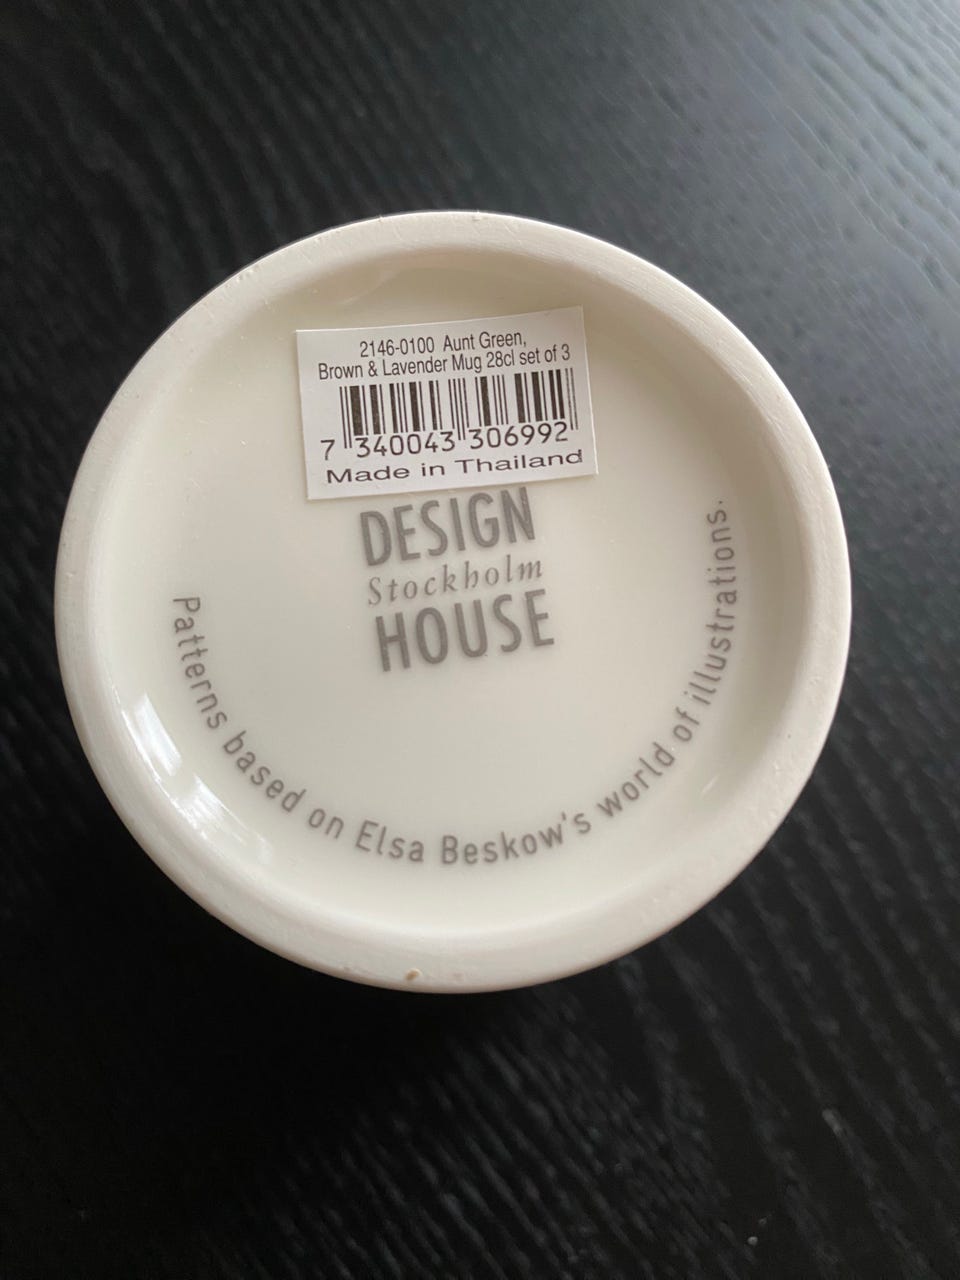 2146-0100 Aunt Green,
Brown & Lavender Mug 28cl set of 3
7 340043 306992
Made in Thailand
DESIGN
Stockholm
HOUSE
Patterns based on Elsa Beskow's world of illustrations.